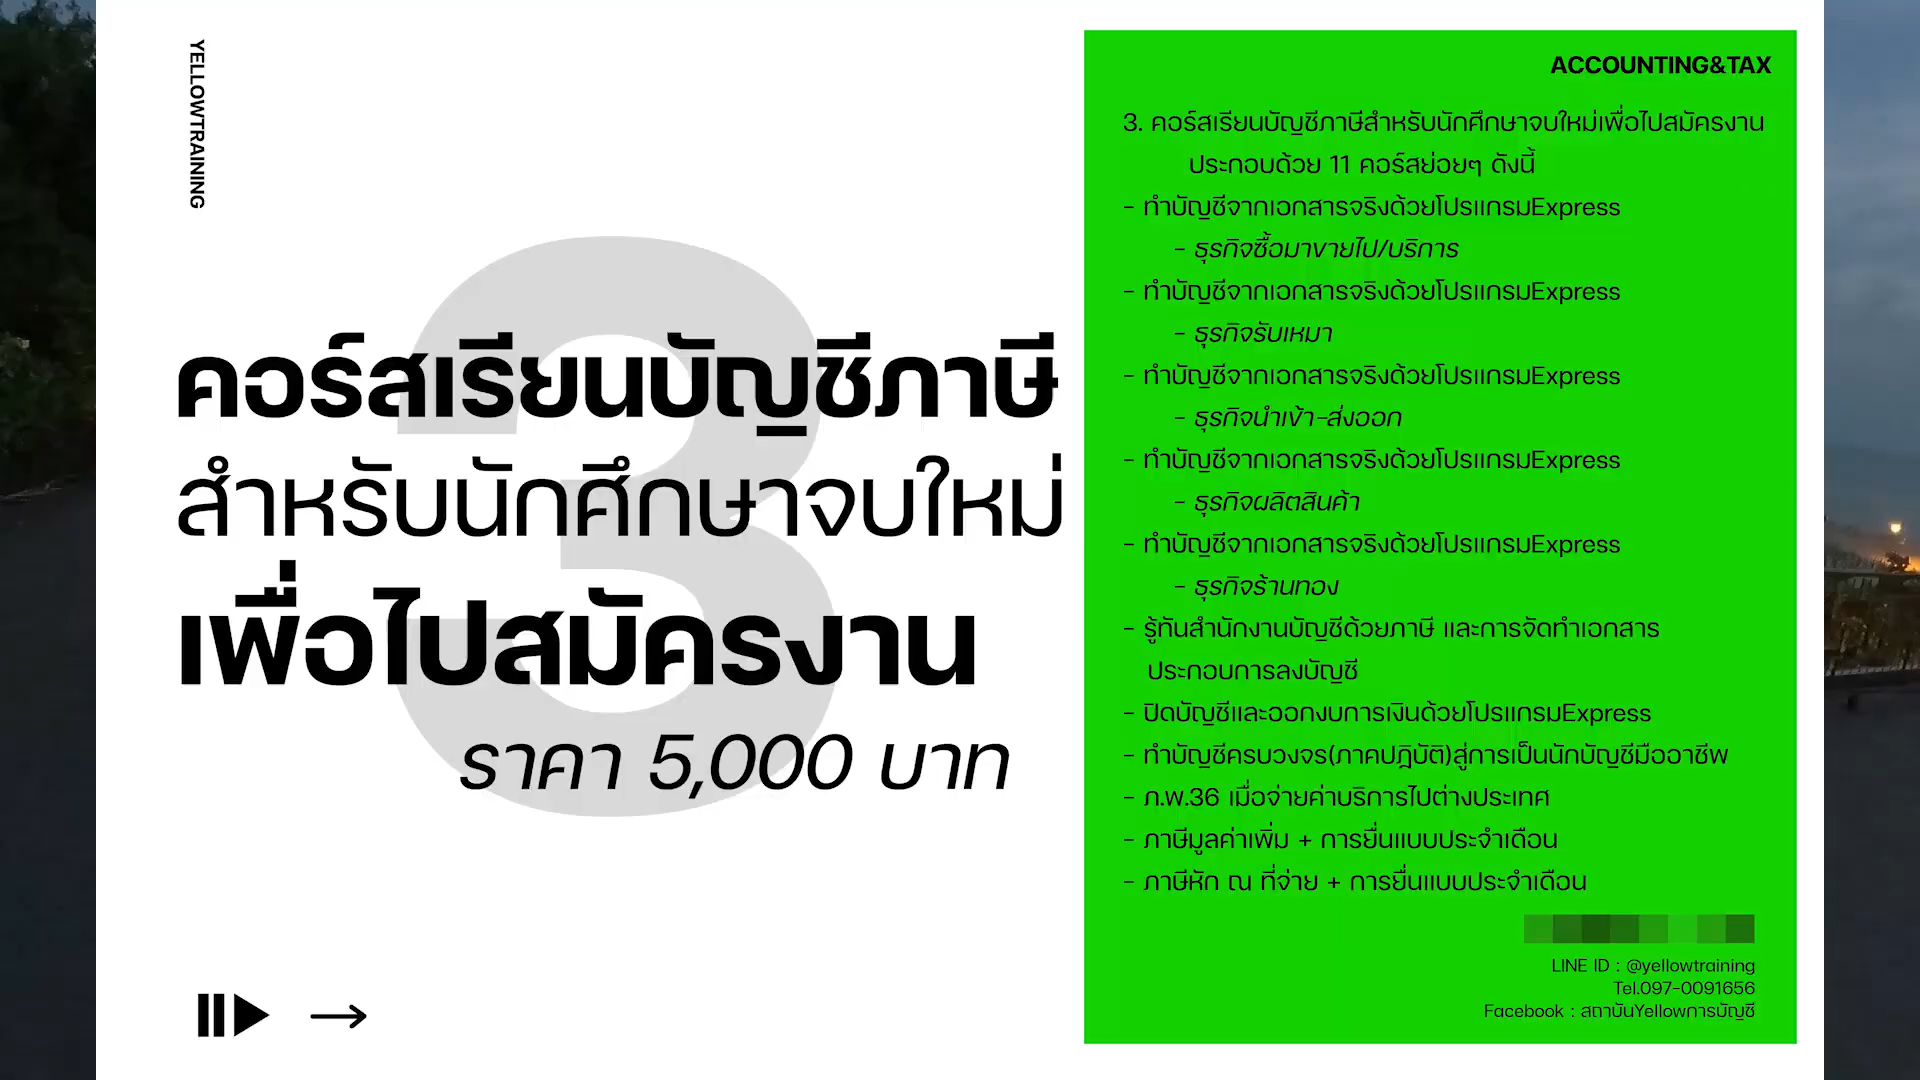 YELLOWTRAINING
คอร์สเรียนบัญชีภาษี
สำหรับนักศึกษาจบใหม่
เพื่อไปสมัครงาน
ราคา 5,000 บาท
3
ACCOUNTING&TAX
3. คอร์สเรียนบัญชีภาษีสำหรับนักศึกษาจบใหม่เพื่อไปสมัครงาน
ประกอบด้วย 11 คอร์สย่อยๆ ดังนี้
- ทำบัญชีจากเอกสารจริงด้วยโปรแกรมExpress
- ธุรกิจซื้อมาขายไป/บริการ
- ทำบัญชีจากเอกสารจริงด้วยโปรแกรมExpress
- ธุรกิจรับเหมา
- ทำบัญชีจากเอกสารจริงด้วยโปรแกรมExpress
- ธุรกิจนำเข้า-ส่งออก
- ทำบัญชีจากเอกสารจริงด้วยโปรแกรมExpress
- ธุรกิจผลิตสินค้า
- ทำบัญชีจากเอกสารจริงด้วยโปรแกรมExpress
- ธุรกิจร้านทอง
- รู้ทันสำนักงานบัญชีด้วยภาษี และการจัดทำเอกสาร
ประกอบการลงบัญชี
- ปิดบัญชีและออกงบการเงินด้วยโปรแกรมExpress
- ทำบัญชีครบวงจร(ภาคปฎิบัติ)สู่การเป็นนักบัญชีมืออาชีพ
- ภ.พ.36 เมื่อจ่ายค่าบริการไปต่างประเทศ
- ภาษีมูลค่าเพิ่ม + การยื่นแบบประจำเดือน
- ภาษีหัก ณ ที่จ่าย + การยื่นแบบประจำเดือน
LINE ID : @yellowtraining
Tel.097-0091656
Facebook : สถาบันYellowการบัญชี